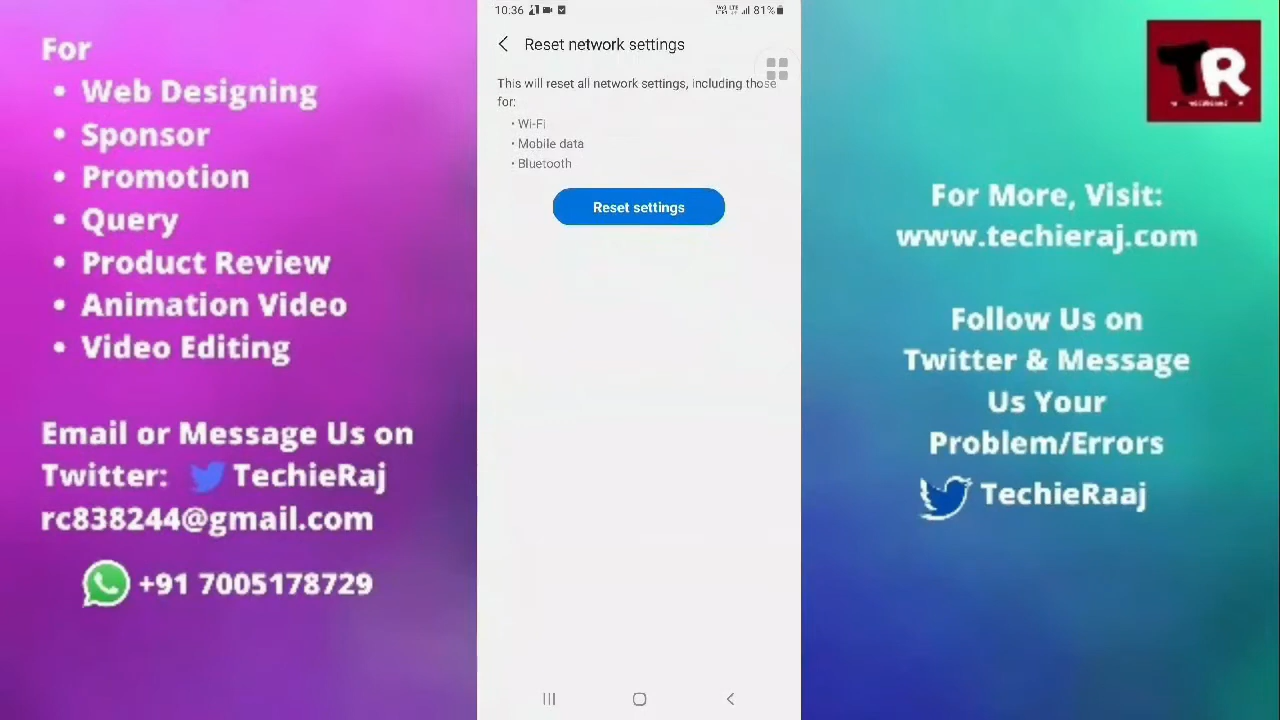 For
• Web Designing
• Sponsor
• Promotion
• Query
• Product Review
• Animation Video
• Video Editing
Email or Message Us on
Twitter: TechieRaj
rc838244@gmail.com
+91 7005178729
10.36
81%
Reset network settings
This will reset all network settings, including those
for:
• Wi-Fi
• Mobile data
• Bluetooth
Reset settings
TR
For More, Visit:
www.techieraj.com
Follow Us on
Twitter & Message
Us Your
Problem/Errors
TechieRaaj